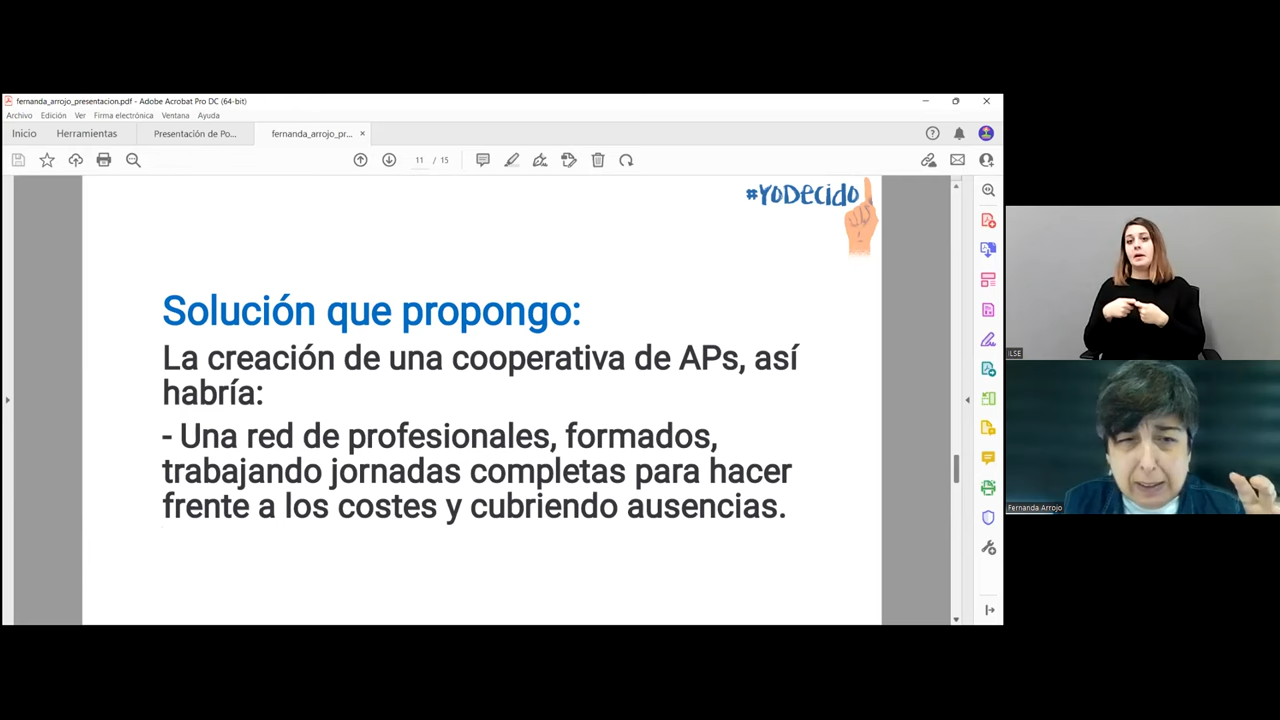 fernanda_arrojo_presentacion.pdf - Adobe Acrobat Pro DC (64-bit)
Archivo Edición Ver Firma electrónica Ventana Ayuda
Inicio Herramientas Presentación de Po... fernanda_arrojo_pr... ×
11 / 15
#YoDecido
Solución que propongo:
La creación de una cooperativa de APs, así
habría:
- Una red de profesionales, formados,
trabajando jornadas completas para hacer
frente a los costes y cubriendo ausencias.
ILSE
Fernanda Arrojo